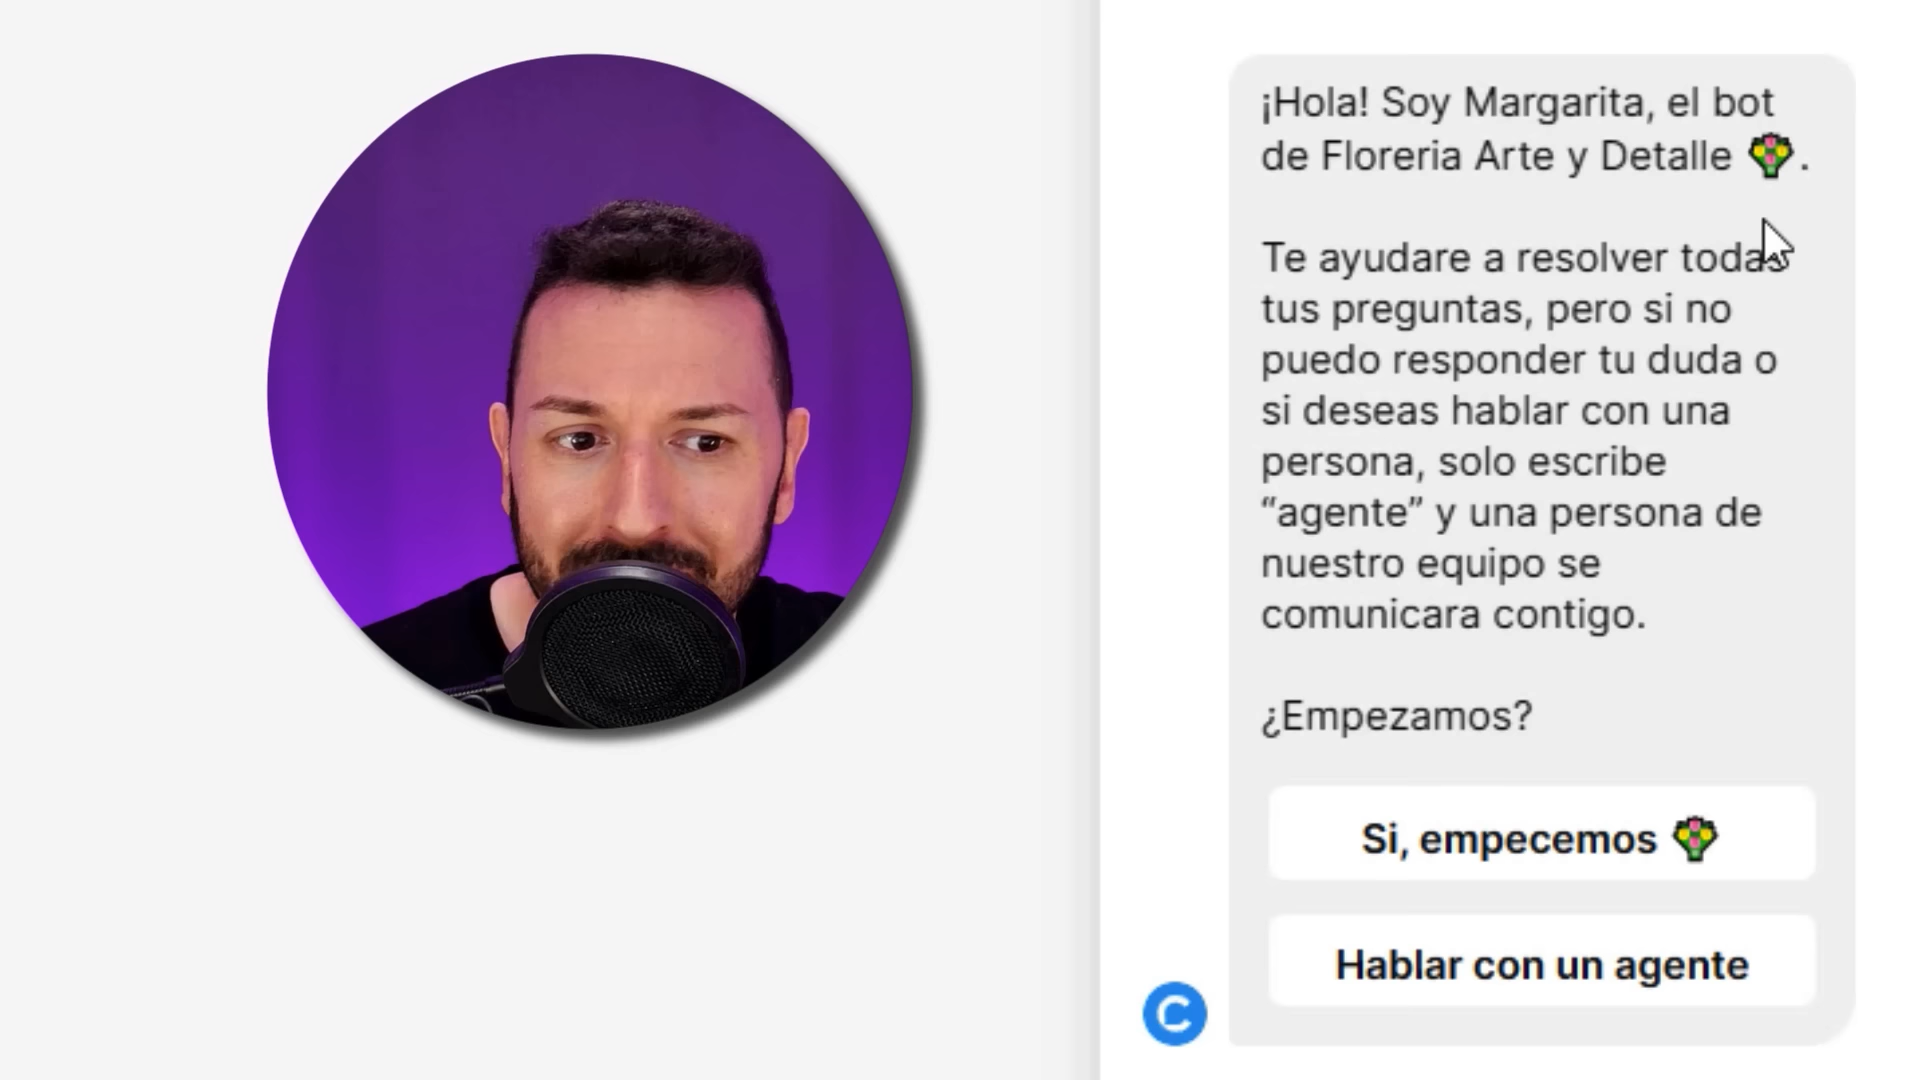 ¡Hola! Soy Margarita, el bot
de Floreria Arte y Detalle 💐.
Te ayudare a resolver todas
tus preguntas, pero si no
puedo responder tu duda o
si deseas hablar con una
persona, solo escribe
“agente” y una persona de
nuestro equipo se
comunicara contigo.
¿Empezamos?
Si, empecemos 💐
Hablar con un agente